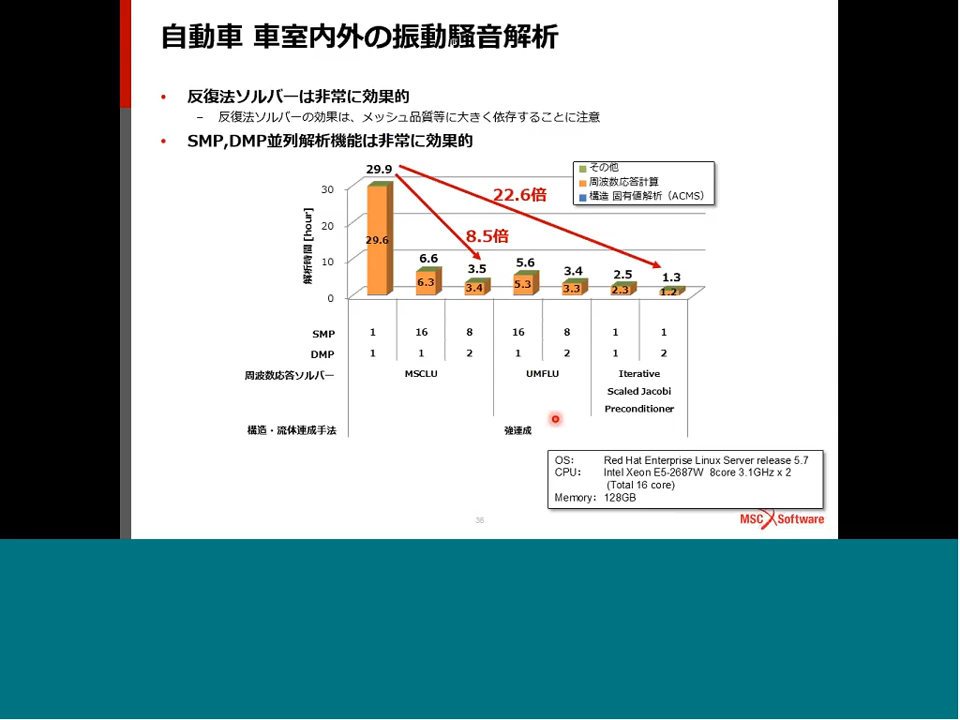 自動車 車室内外の振動騒音解析
• 反復法ソルバーは非常に効果的
– 反復法ソルバーの効果は、メッシュ品質等に大きく依存することに注意
• SMP,DMP並列解析機能は非常に効果的
その他
周波数応答計算
構造 固有値解析（ACMS）
解析時間 [hour]
30
20
10
0
29.9
29.6
6.6
6.3
3.5
3.4
5.6
5.3
3.4
3.3
2.5
2.3
1.3
1.2
22.6倍
8.5倍
SMP 1 16 8 16 8 1 1
DMP 1 1 2 1 2 1 2
周波数応答ソルバー MSCLU UMFLU Iterative
Scaled Jacobi
Preconditioner
構造・流体連成手法 強連成
OS: Red Hat Enterprise Linux Server release 5.7
CPU: Intel Xeon E5-2687W 8core 3.1GHz x 2
(Total 16 core)
Memory: 128GB
36
MSC Software